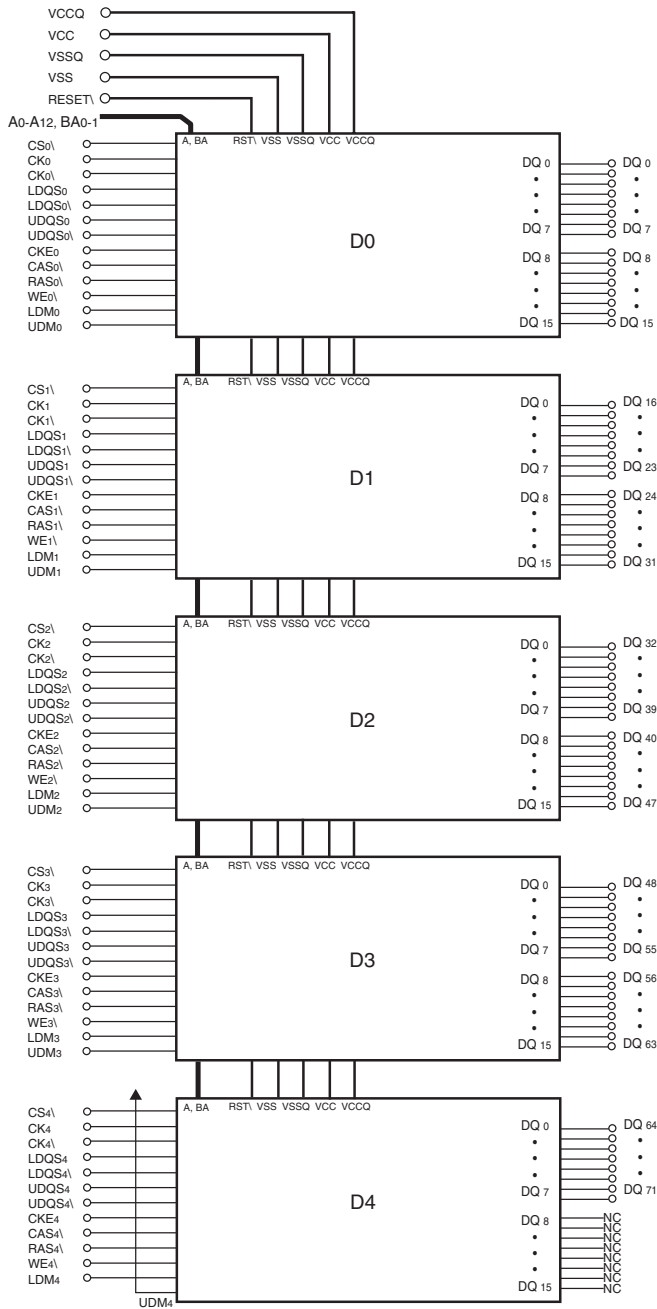 VCCQ
VCC
VSSQ
VSS
RESET\
A0-A12, BA0-1
A, BA RST\ VSS VSSQ VCC VCCQ
CS0\
CK0
CK0\
LDQS0
LDQS0\
UDQS0
UDQS0\
CKE0
CAS0\
RAS0\
WE0\
LDM0
UDM0
D0
DQ 0 DQ 0
DQ 7 DQ 7
DQ 8 DQ 8
DQ 15 DQ 15
A, BA RST\ VSS VSSQ VCC VCCQ
CS1\
CK1
CK1\
LDQS1
LDQS1\
UDQS1
UDQS1\
CKE1
CAS1\
RAS1\
WE1\
LDM1
UDM1
D1
DQ 0 DQ 16
DQ 7 DQ 23
DQ 8 DQ 24
DQ 15 DQ 31
A, BA RST\ VSS VSSQ VCC VCCQ
CS2\
CK2
CK2\
LDQS2
LDQS2\
UDQS2
UDQS2\
CKE2
CAS2\
RAS2\
WE2\
LDM2
UDM2
D2
DQ 0 DQ 32
DQ 7 DQ 39
DQ 8 DQ 40
DQ 15 DQ 47
A, BA RST\ VSS VSSQ VCC VCCQ
CS3\
CK3
CK3\
LDQS3
LDQS3\
UDQS3
UDQS3\
CKE3
CAS3\
RAS3\
WE3\
LDM3
UDM3
D3
DQ 0 DQ 48
DQ 7 DQ 55
DQ 8 DQ 56
DQ 15 DQ 63
A, BA RST\ VSS VSSQ VCC VCCQ
CS4\
CK4
CK4\
LDQS4
LDQS4\
UDQS4
UDQS4\
CKE4
CAS4\
RAS4\
WE4\
LDM4
UDM4
D4
DQ 0 DQ 64
DQ 7 DQ 71
DQ 8 NC
NC
NC
NC
NC
NC
NC
DQ 15 NC